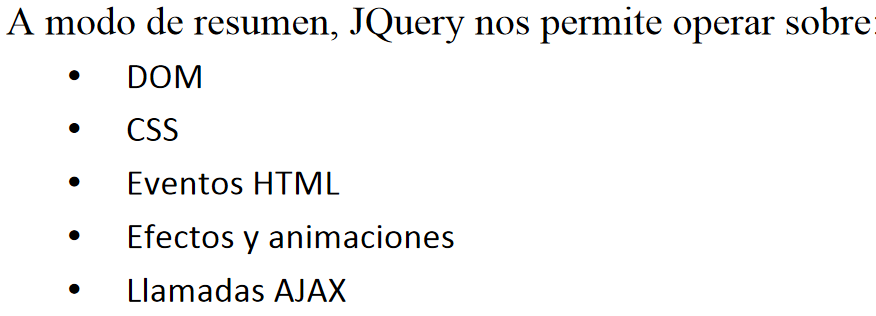 A modo de resumen, JQuery nos permite operar sobre:
• DOM
• CSS
• Eventos HTML
• Efectos y animaciones
• Llamadas AJAX